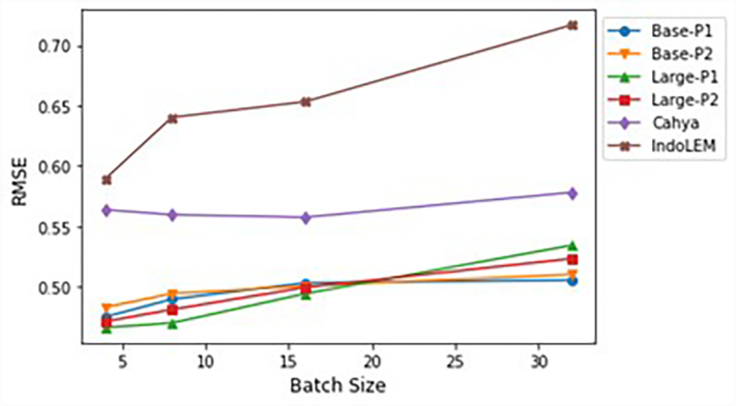 0.70
0.65
0.60
0.55
0.50
RMSE
5 10 15 20 25 30
Batch Size
Base-P1
Base-P2
Large-P1
Large-P2
Cahya
IndoLEM